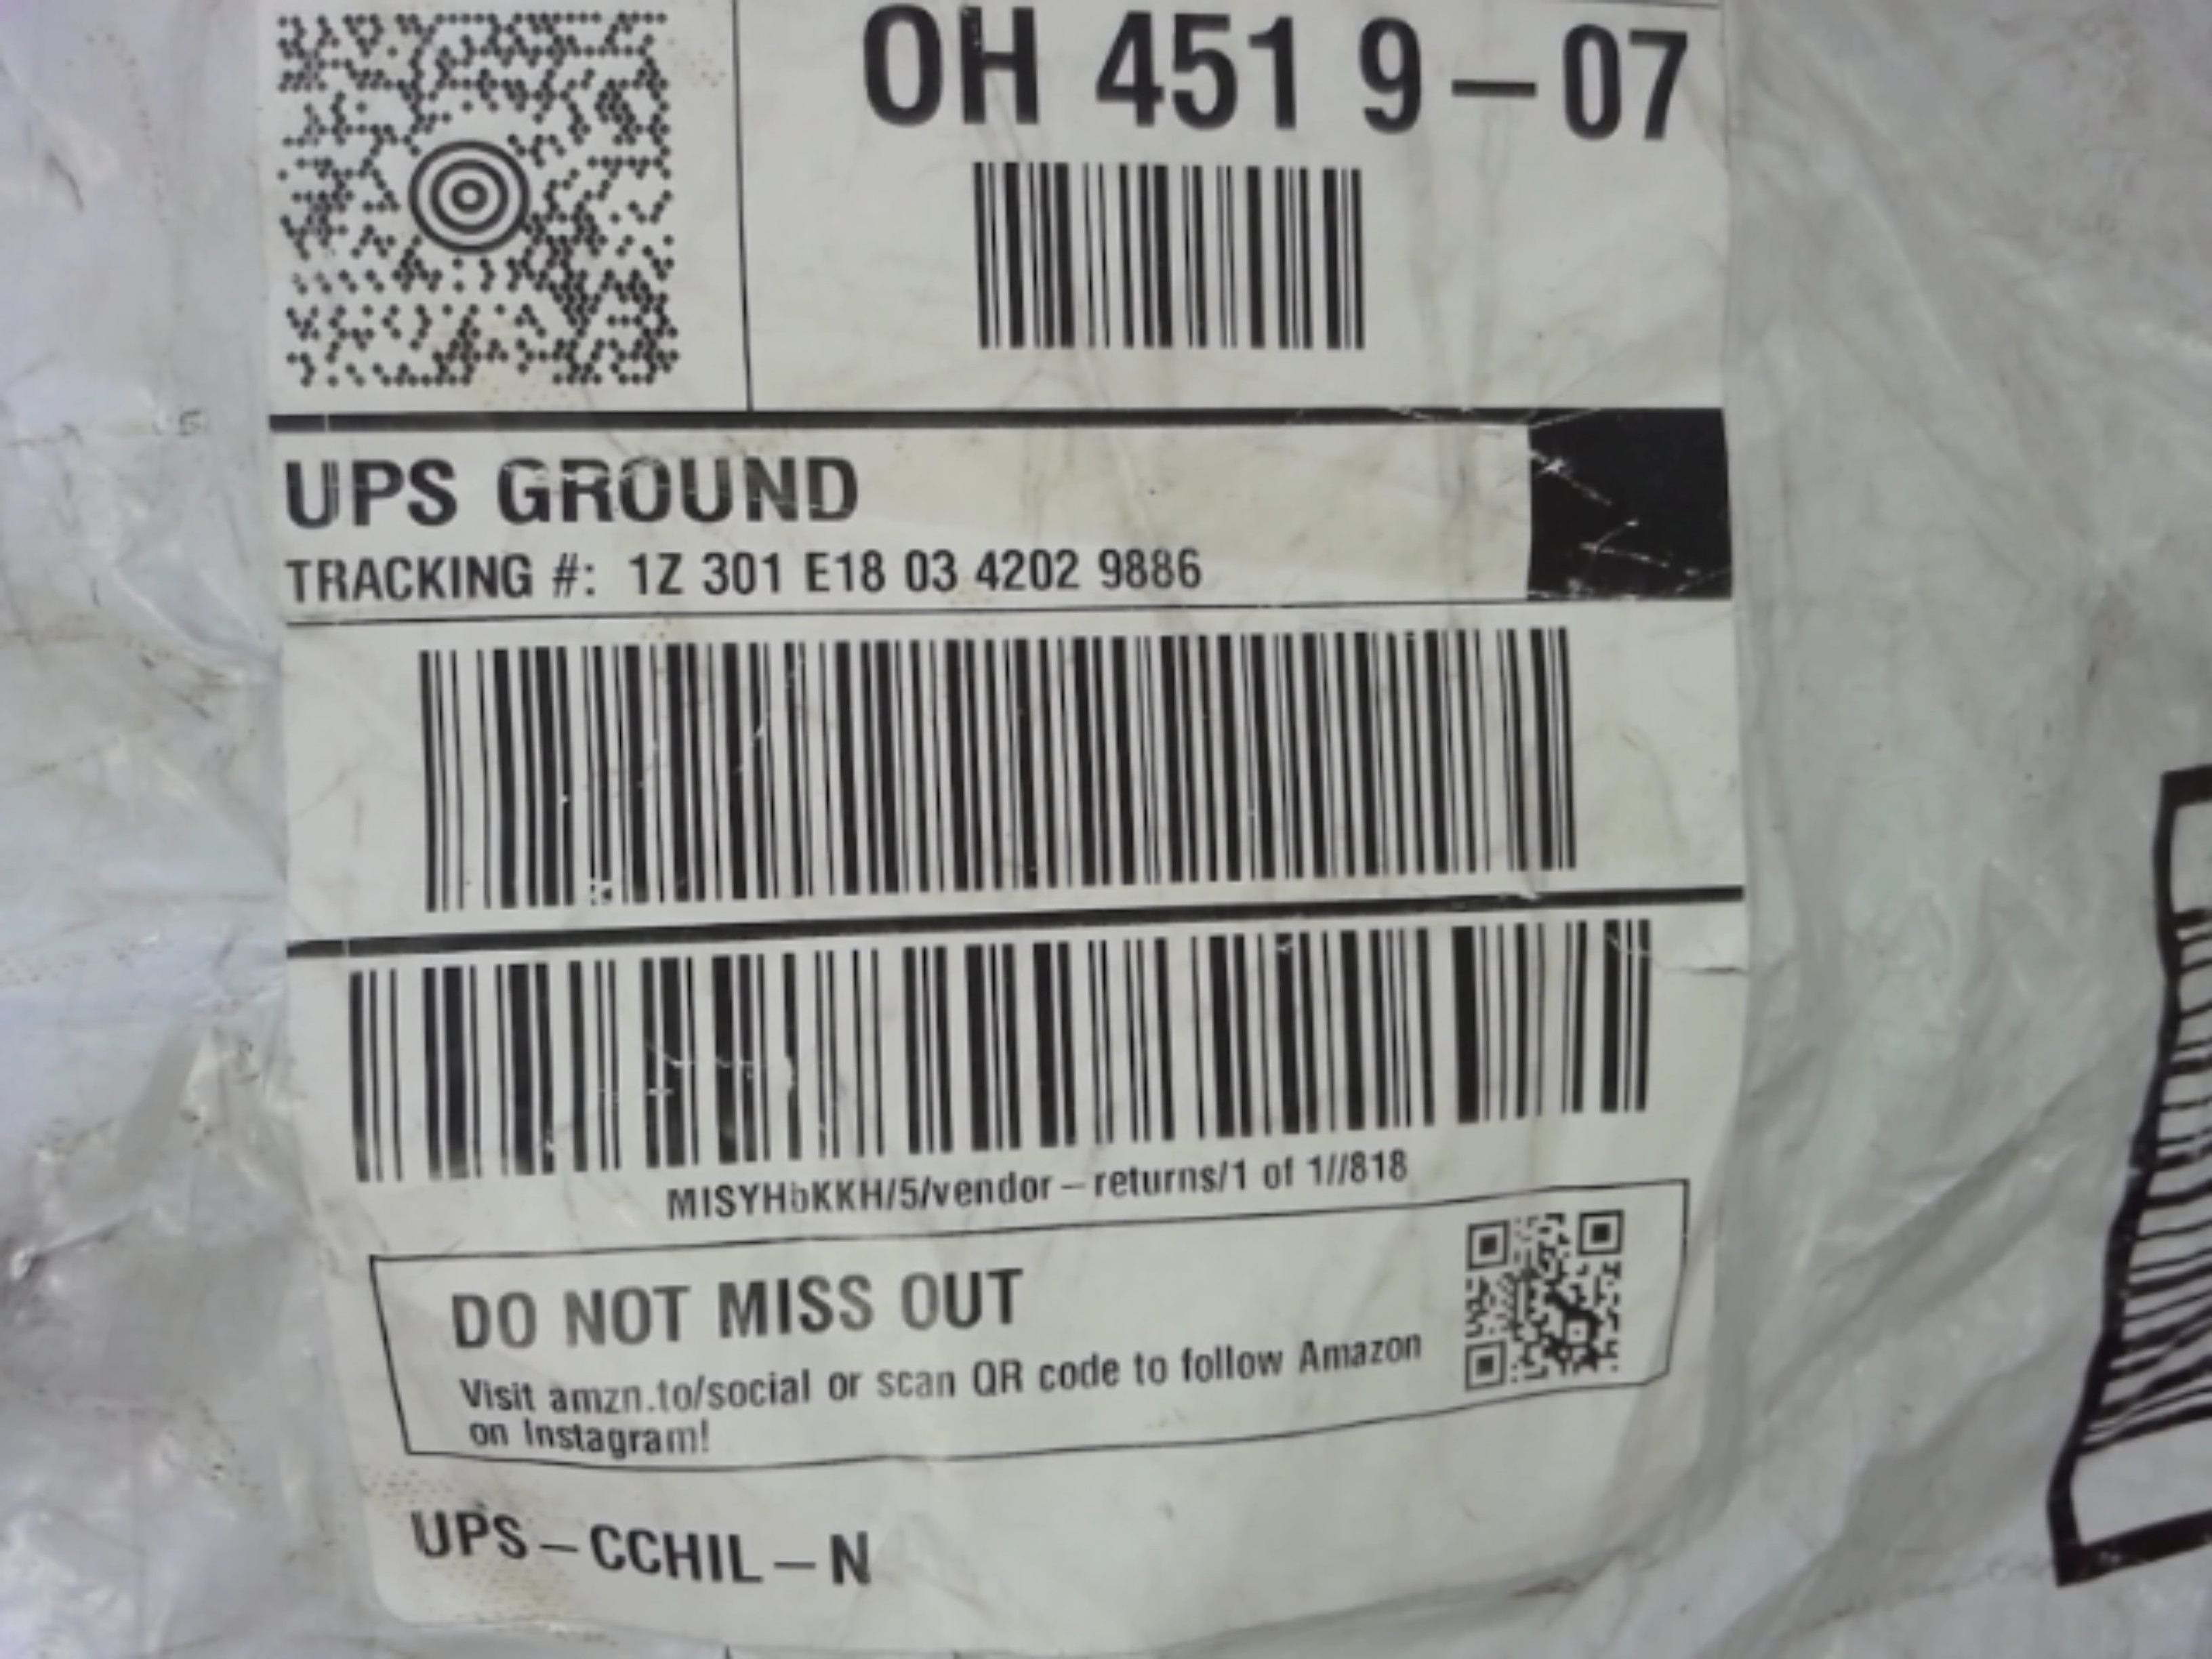 OH 451 9-07
UPS GROUND
TRACKING #: 1Z 301 E18 03 4202 9886
MISYHbKKH/5/vendor-returns/1 of 1//818
DO NOT MISS OUT
Visit amzn.to/social or scan QR code to follow Amazon
on Instagram!
UPS-CCHIL-N